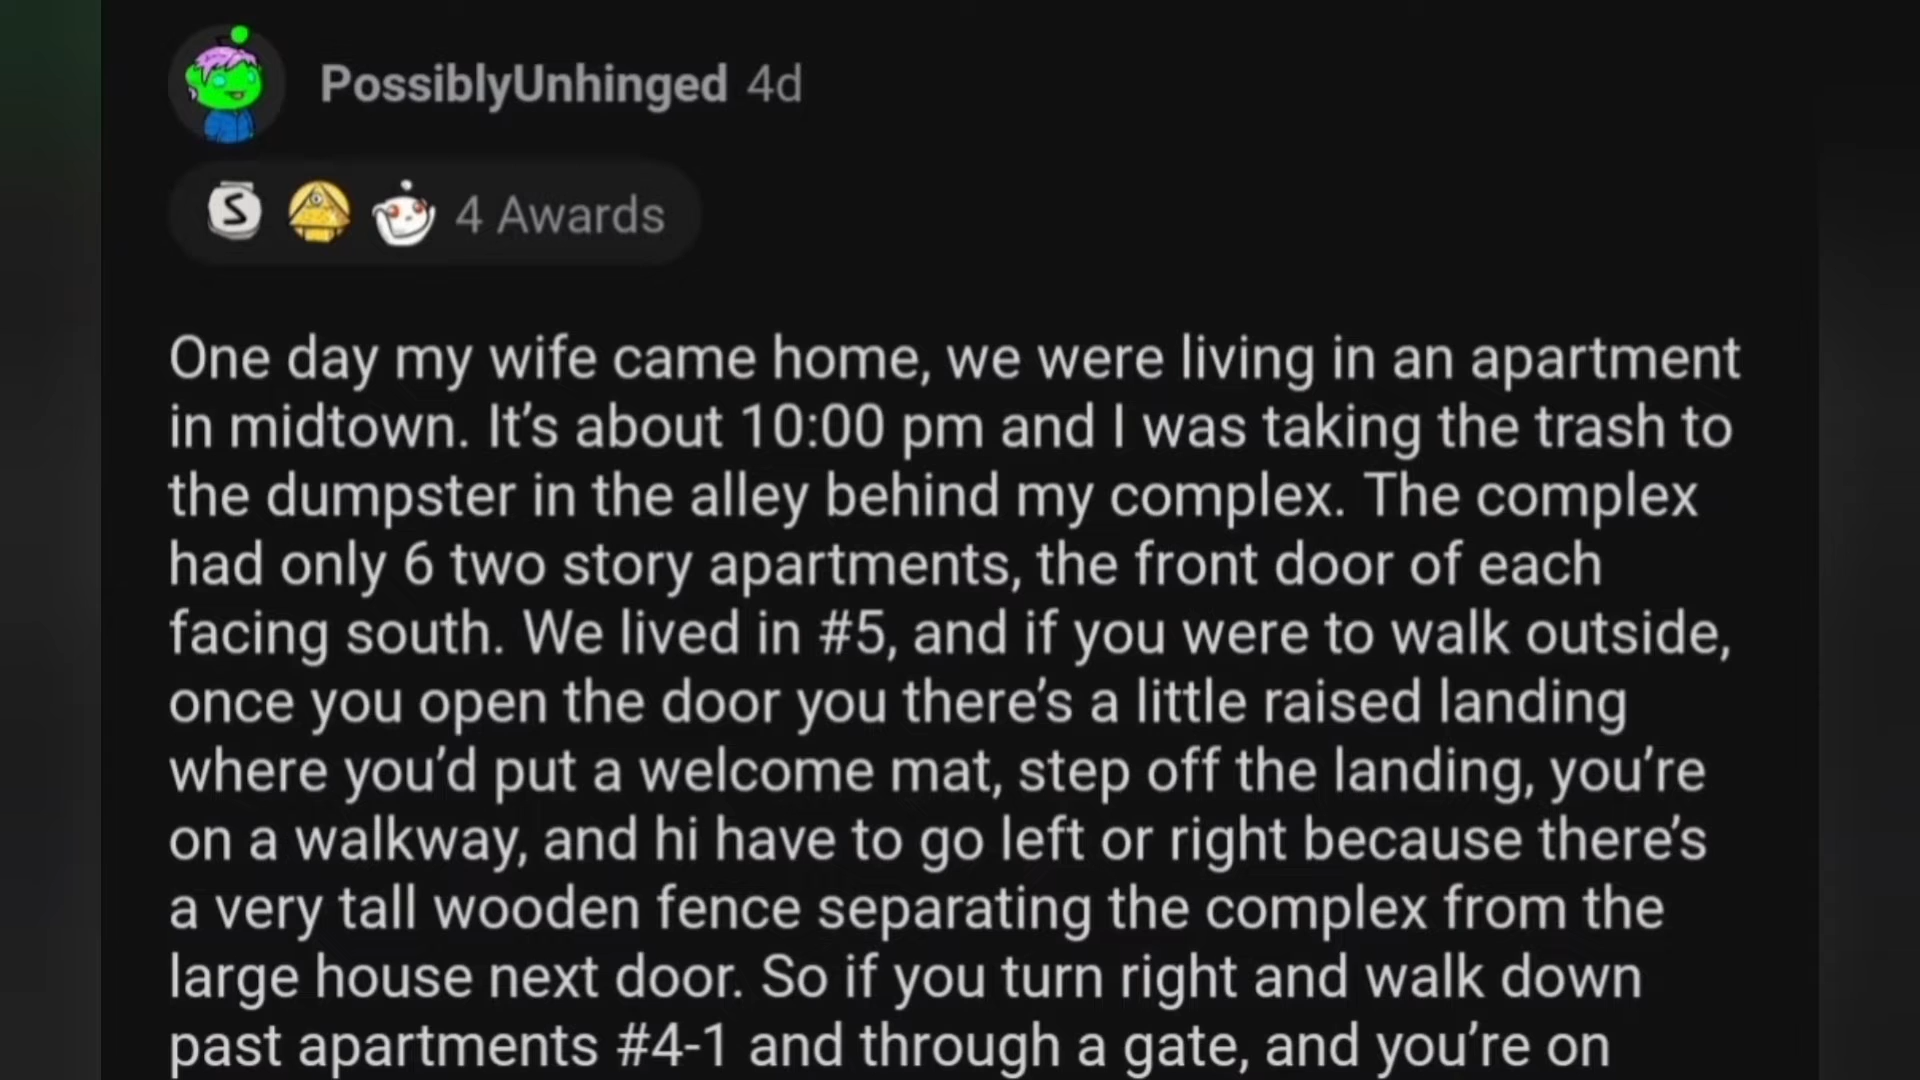 PossiblyUnhinged 4d
S 4 Awards
One day my wife came home, we were living in an apartment
in midtown. It’s about 10:00 pm and I was taking the trash to
the dumpster in the alley behind my complex. The complex
had only 6 two story apartments, the front door of each
facing south. We lived in #5, and if you were to walk outside,
once you open the door you there’s a little raised landing
where you’d put a welcome mat, step off the landing, you’re
on a walkway, and hi have to go left or right because there’s
a very tall wooden fence separating the complex from the
large house next door. So if you turn right and walk down
past apartments #4-1 and through a gate, and you’re on